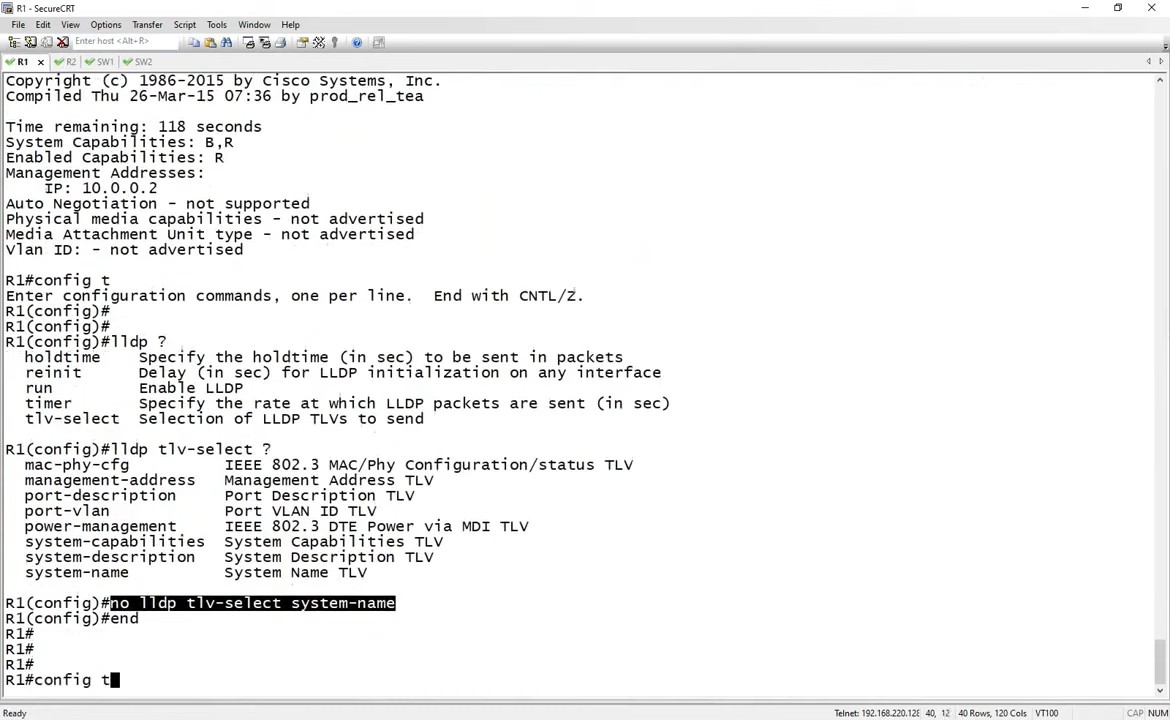 R1 - SecureCRT
File Edit View Options Transfer Script Tools Window Help
Enter host <Alt+R>
R1 R2 SW1 SW2
Copyright (c) 1986-2015 by Cisco Systems, Inc.
Compiled Thu 26-Mar-15 07:36 by prod_rel_tea
Time remaining: 118 seconds
System Capabilities: B,R
Enabled Capabilities: R
Management Addresses:
    IP: 10.0.0.2
Auto Negotiation - not supported
Physical media capabilities - not advertised
Media Attachment Unit type - not advertised
Vlan ID: - not advertised
R1#config t
Enter configuration commands, one per line.  End with CNTL/Z.
R1(config)#
R1(config)#
R1(config)#lldp ?
  holdtime    Specify the holdtime (in sec) to be sent in packets
  reinit      Delay (in sec) for LLDP initialization on any interface
  run         Enable LLDP
  timer       Specify the rate at which LLDP packets are sent (in sec)
  tlv-select  Selection of LLDP TLVs to send
R1(config)#lldp tlv-select ?
  mac-phy-cfg          IEEE 802.3 MAC/Phy Configuration/status TLV
  management-address   Management Address TLV
  port-description     Port Description TLV
  port-vlan            Port VLAN ID TLV
  power-management     IEEE 802.3 DTE Power via MDI TLV
  system-capabilities  System Capabilities TLV
  system-description   System Description TLV
  system-name          System Name TLV
R1(config)#no lldp tlv-select system-name
R1(config)#end
R1#
R1#
R1#
R1#config t
Ready Telnet: 192.168.220.128 40, 12 40 Rows, 120 Cols VT100 CAP NUM